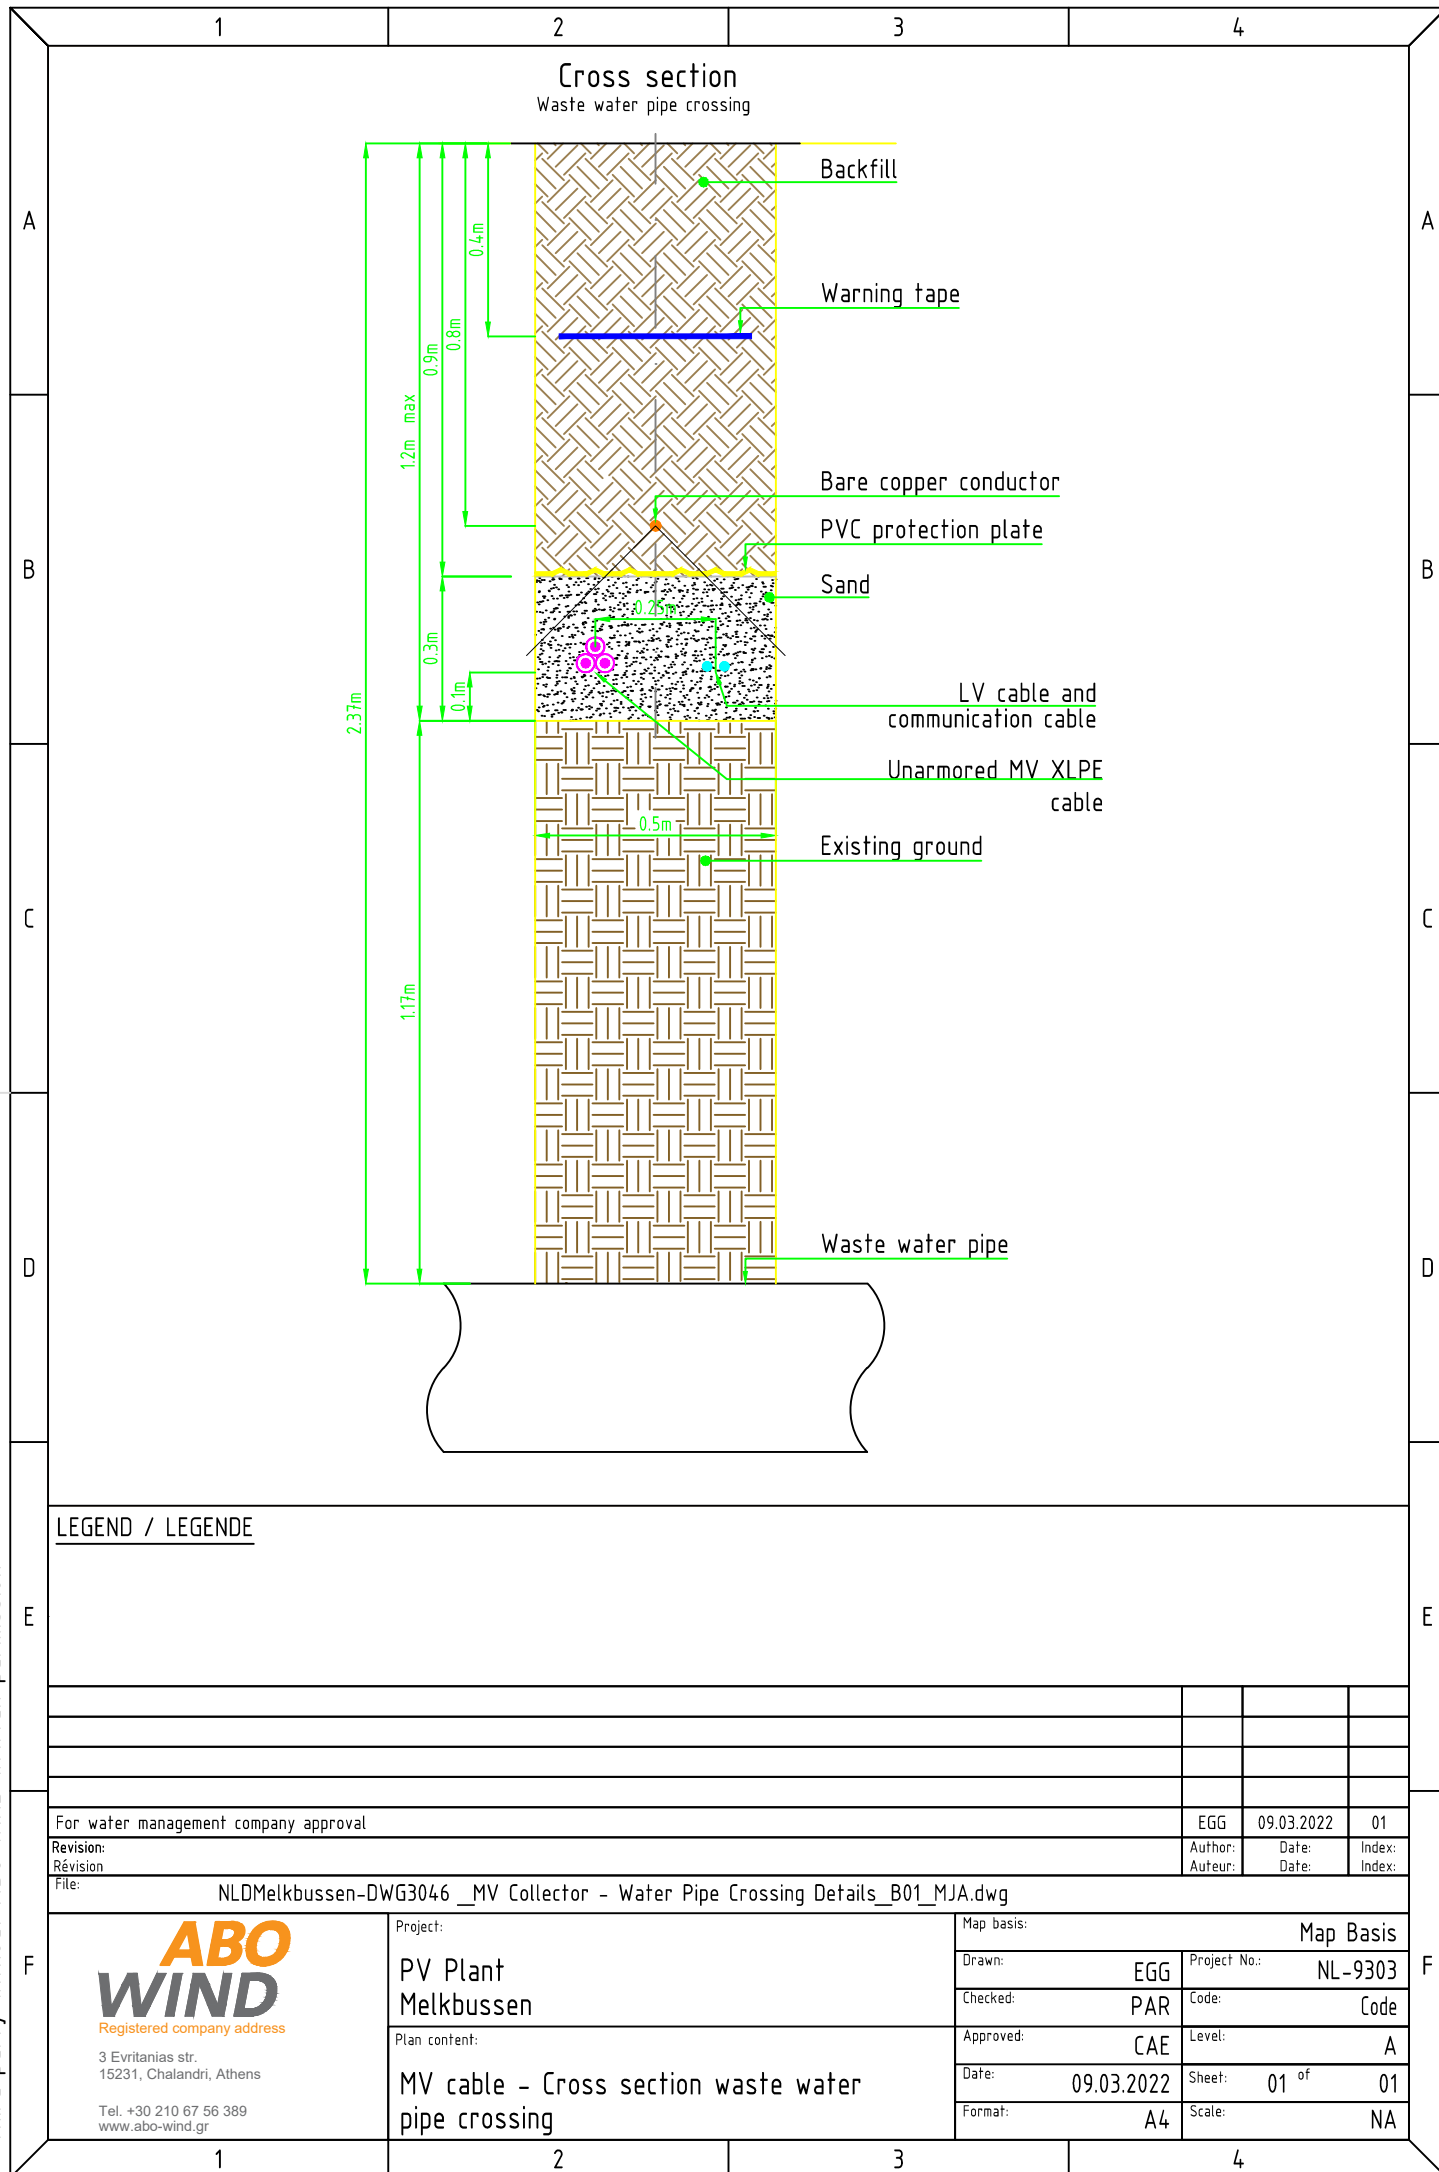 1 2 3 4
Cross section
Waste water pipe crossing
A
A
Backfill
0.4m
Warning tape
0.8m
0.9m
1.2m max
Bare copper conductor
PVC protection plate
B
B
Sand
0.25m
0.3m
0.1m
2.37m
LV cable and
communication cable
Unarmored MV XLPE
cable
0.5m
Existing ground
C
C
1.17m
Waste water pipe
D
D
LEGEND / LEGENDE
E
E
For water management company approval EGG 09.03.2022 01
Revision: Author: Date: Index:
Révision Auteur: Date: Index:
File: NLDMelkbussen-DWG3046 _MV Collector - Water Pipe Crossing Details_B01_MJA.dwg
F
F
ABO
WIND
Registered company address
3 Evritanias str.
15231, Chalandri, Athens
Tel. +30 210 67 56 389
www.abo-wind.gr
Project:
PV Plant
Melkbussen
Plan content:
MV cable - Cross section waste water
pipe crossing
Map basis: Map Basis
Drawn: EGG Project No.: NL-9303
Checked: PAR Code: Code
Approved: CAE Level: A
Date: 09.03.2022 Sheet: 01 of 01
Format: A4 Scale: NA
1 2 3 4